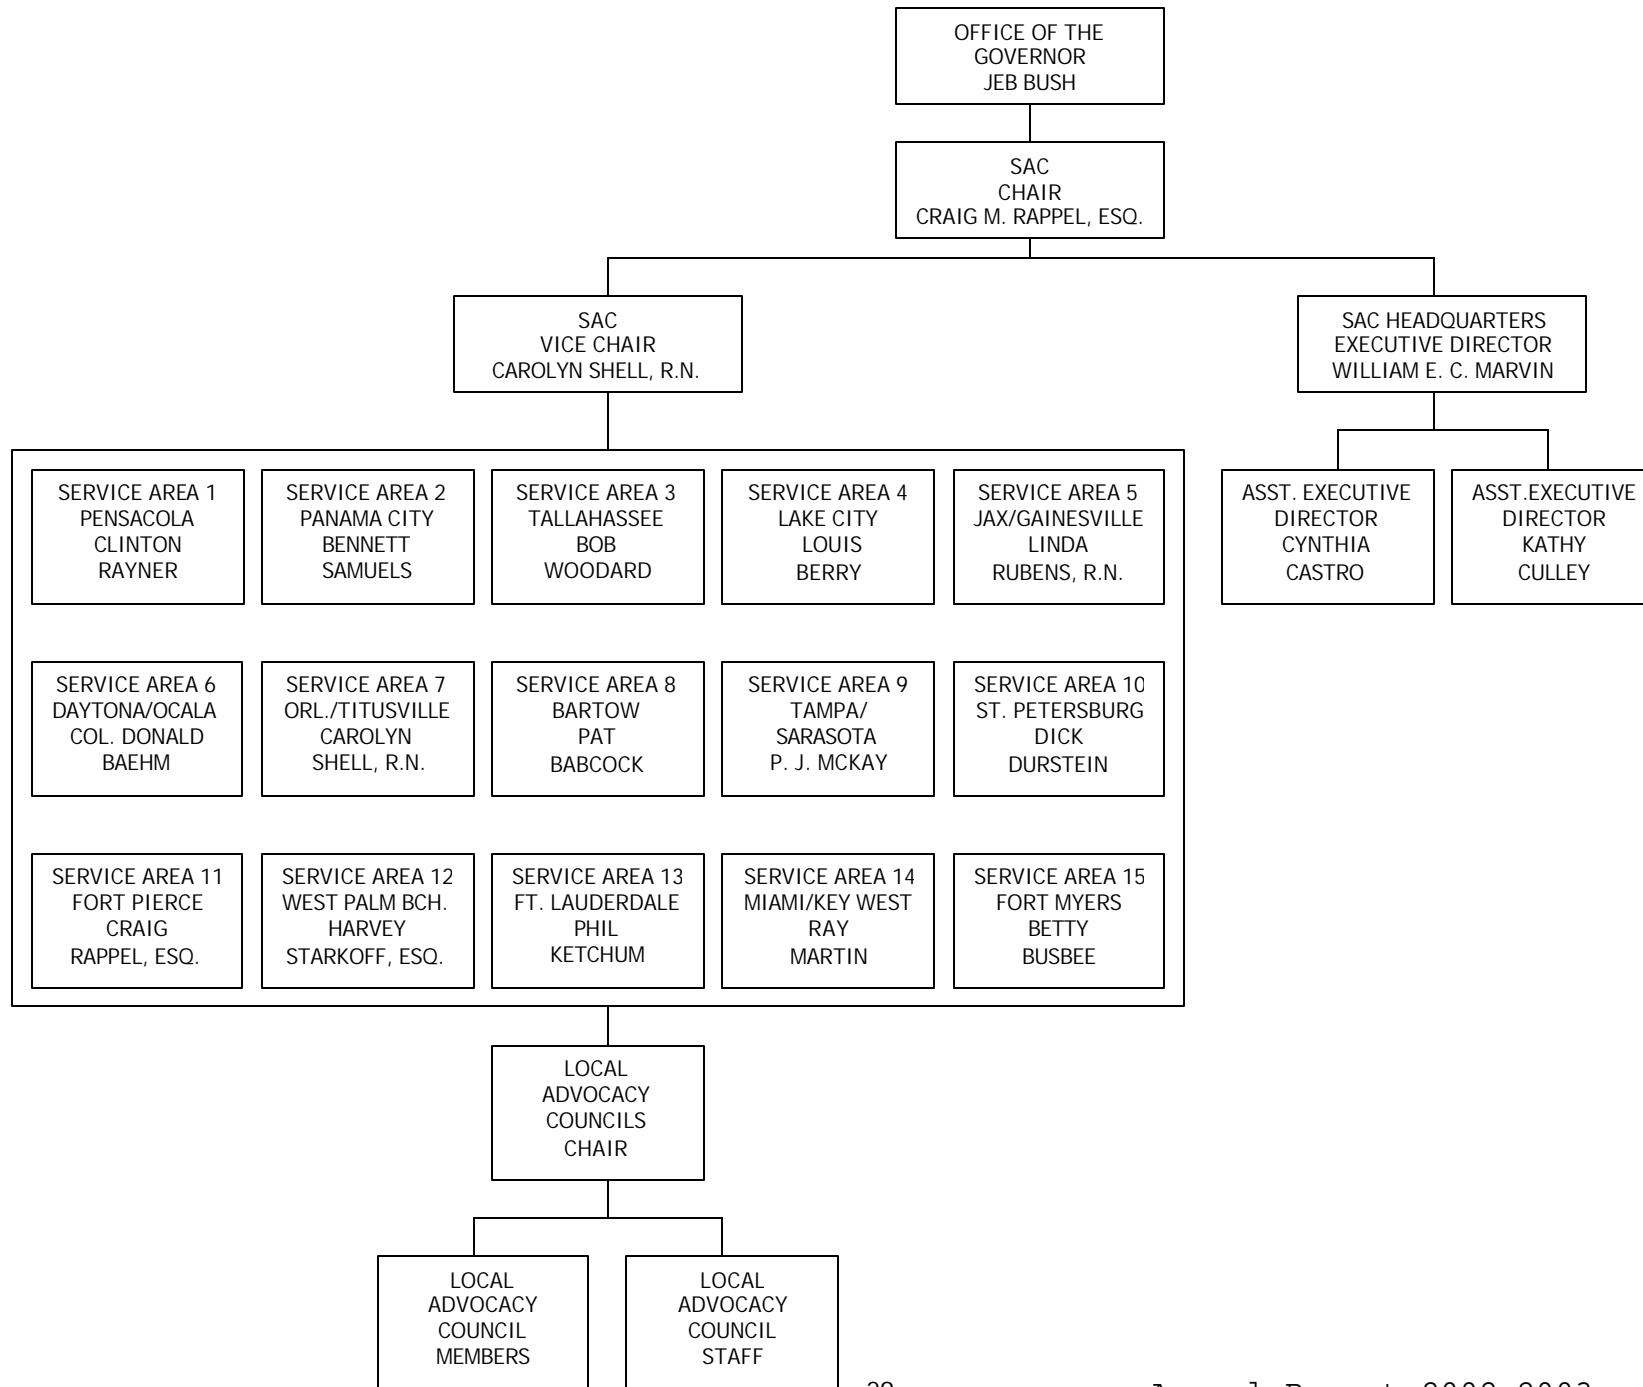 OFFICE OF THE
GOVERNOR
JEB BUSH
SAC
CHAIR
CRAIG M. RAPPEL, ESQ.
SAC
VICE CHAIR
CAROLYN SHELL, R.N.
SAC HEADQUARTERS
EXECUTIVE DIRECTOR
WILLIAM E. C. MARVIN
SERVICE AREA 1
PENSACOLA
CLINTON
RAYNER
SERVICE AREA 2
PANAMA CITY
BENNETT
SAMUELS
SERVICE AREA 3
TALLAHASSEE
BOB
WOODARD
SERVICE AREA 4
LAKE CITY
LOUIS
BERRY
SERVICE AREA 5
JAX/GAINESVILLE
LINDA
RUBENS, R.N.
ASST. EXECUTIVE
DIRECTOR
CYNTHIA
CASTRO
ASST.EXECUTIVE
DIRECTOR
KATHY
CULLEY
SERVICE AREA 6
DAYTONA/OCALA
COL. DONALD
BAEHM
SERVICE AREA 7
ORL./TITUSVILLE
CAROLYN
SHELL, R.N.
SERVICE AREA 8
BARTOW
PAT
BABCOCK
SERVICE AREA 9
TAMPA/
SARASOTA
P. J. MCKAY
SERVICE AREA 10
ST. PETERSBURG
DICK
DURSTEIN
SERVICE AREA 11
FORT PIERCE
CRAIG
RAPPEL, ESQ.
SERVICE AREA 12
WEST PALM BCH.
HARVEY
STARKOFF, ESQ.
SERVICE AREA 13
FT. LAUDERDALE
PHIL
KETCHUM
SERVICE AREA 14
MIAMI/KEY WEST
RAY
MARTIN
SERVICE AREA 15
FORT MYERS
BETTY
BUSBEE
LOCAL
ADVOCACY
COUNCILS
CHAIR
LOCAL
ADVOCACY
COUNCIL
MEMBERS
LOCAL
ADVOCACY
COUNCIL
STAFF
Annual Report 2002-2003